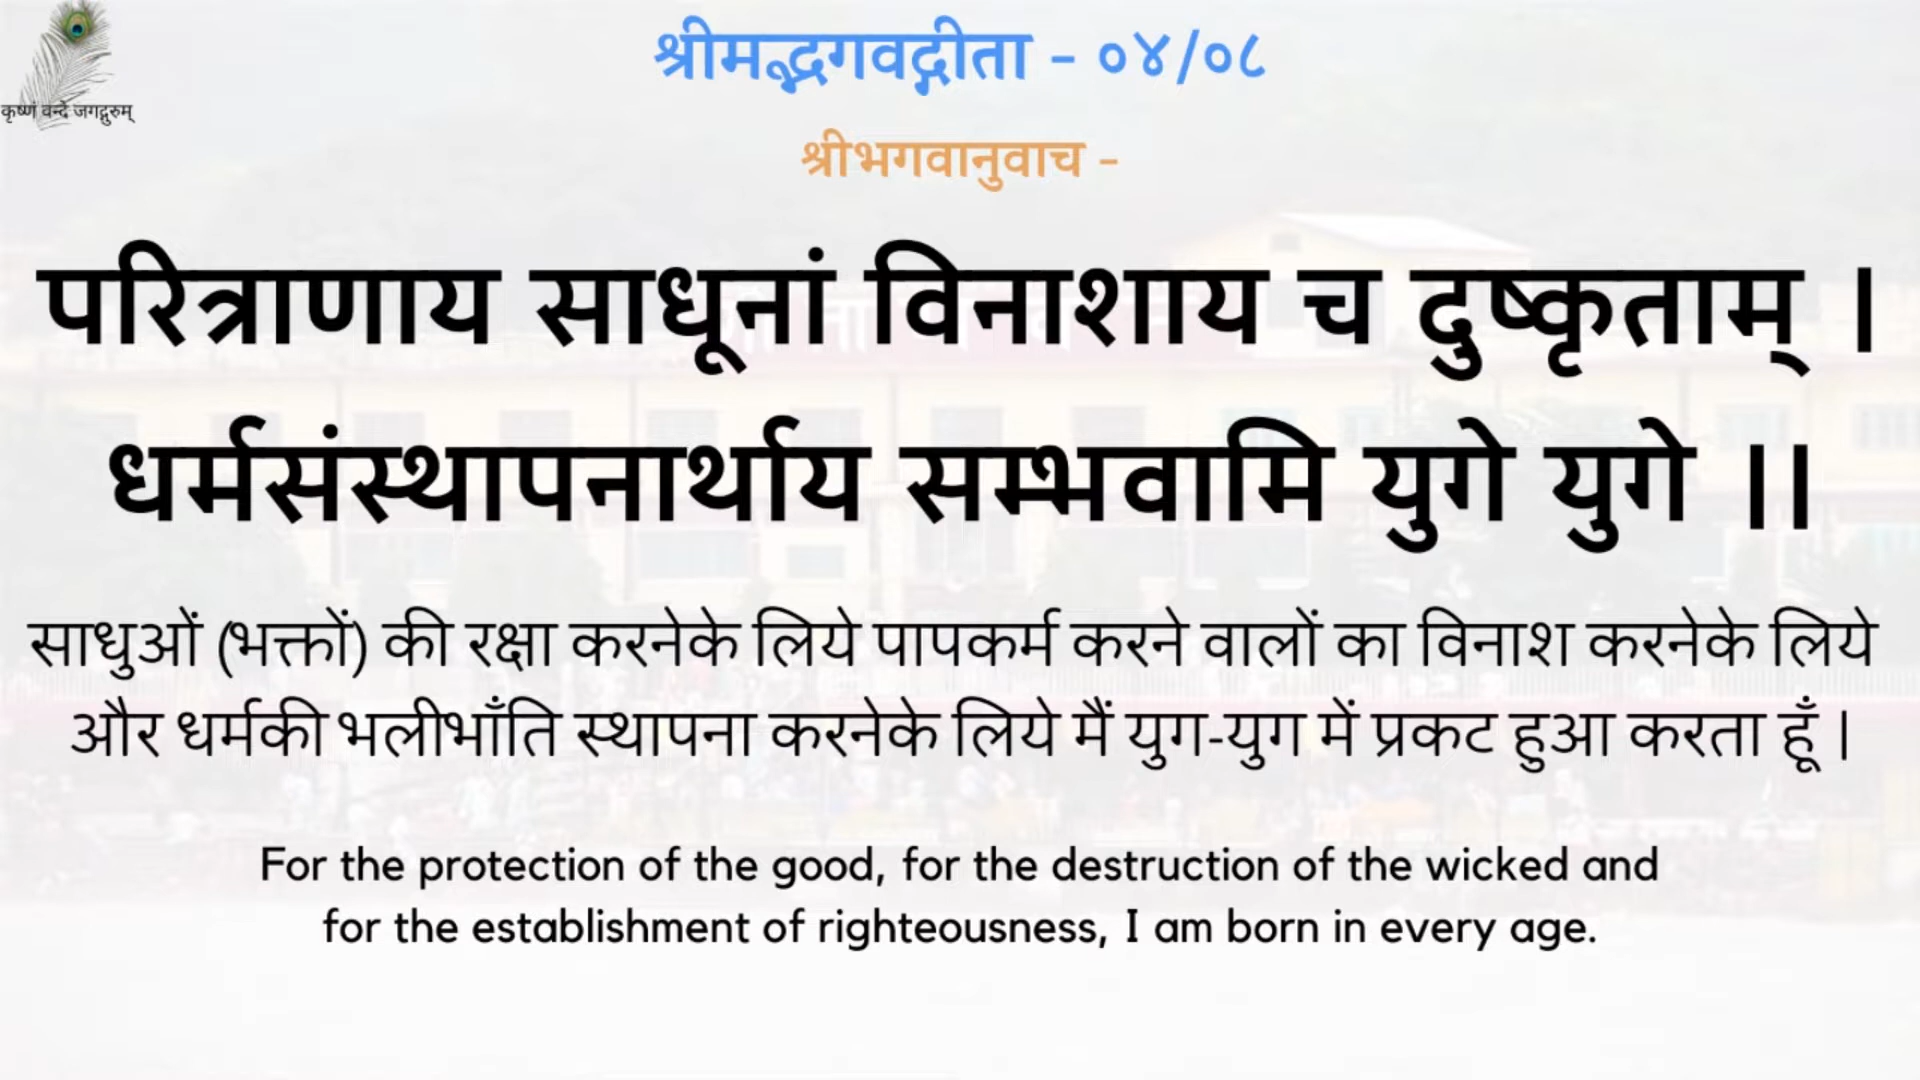 कृष्णं वन्दे जगद्गुरुम्
श्रीमद्भगवद्गीता - ०४/०८
श्रीभगवानुवाच -
परित्राणाय साधूनां विनाशाय च दुष्कृताम् ।
धर्मसंस्थापनार्थाय सम्भवामि युगे युगे ।।
साधुओं (भक्तों) की रक्षा करनेके लिये पापकर्म करने वालों का विनाश करनेके लिये
और धर्मकी भलीभाँति स्थापना करनेके लिये मैं युग-युग में प्रकट हुआ करता हूँ ।
For the protection of the good, for the destruction of the wicked and
for the establishment of righteousness, I am born in every age.